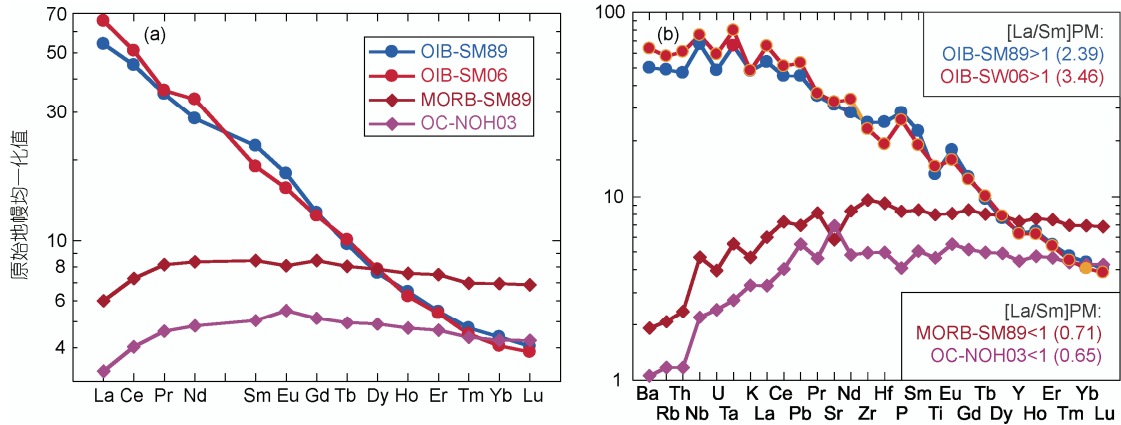 (a)
OIB-SM89
OIB-SM06
MORB-SM89
OC-NOH03
70
50
30
10
8
6
4
原始地幔均一化值
La Ce Pr Nd Sm Eu Gd Tb Dy Ho Er Tm Yb Lu
(b)
[La/Sm]PM:
OIB-SM89>1 (2.39)
OIB-SW06>1 (3.46)
100
10
1
[La/Sm]PM:
MORB-SM89<1 (0.71)
OC-NOH03<1 (0.65)
Ba Th U K Ce Pr Nd Hf Sm Eu Tb Y Er Yb
Rb Nb Ta La Pb Sr Zr P Ti Gd Dy Ho Tm Lu